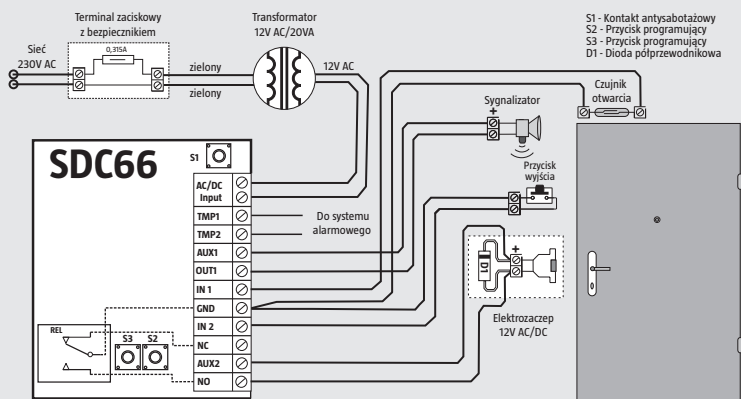 Terminal zaciskowy
z bezpiecznikiem
Transformator
12V AC/20VA
S1 - Kontakt antysabotażowy
S2 - Przycisk programujący
S3 - Przycisk programujący
D1 - Dioda półprzewodnikowa
Sieć
230V AC
0,315A
zielony
zielony
12V AC
Czujnik
otwarcia
Sygnalizator
+
Przycisk
wyjścia
SDC66
S1
AC/DC
Input
TMP1
TMP2
Do systemu
alarmowego
AUX1
OUT1
IN 1
GND
IN 2
NC
AUX2
NO
REL
S3
S2
D1
+
Elektrozaczep
12V AC/DC